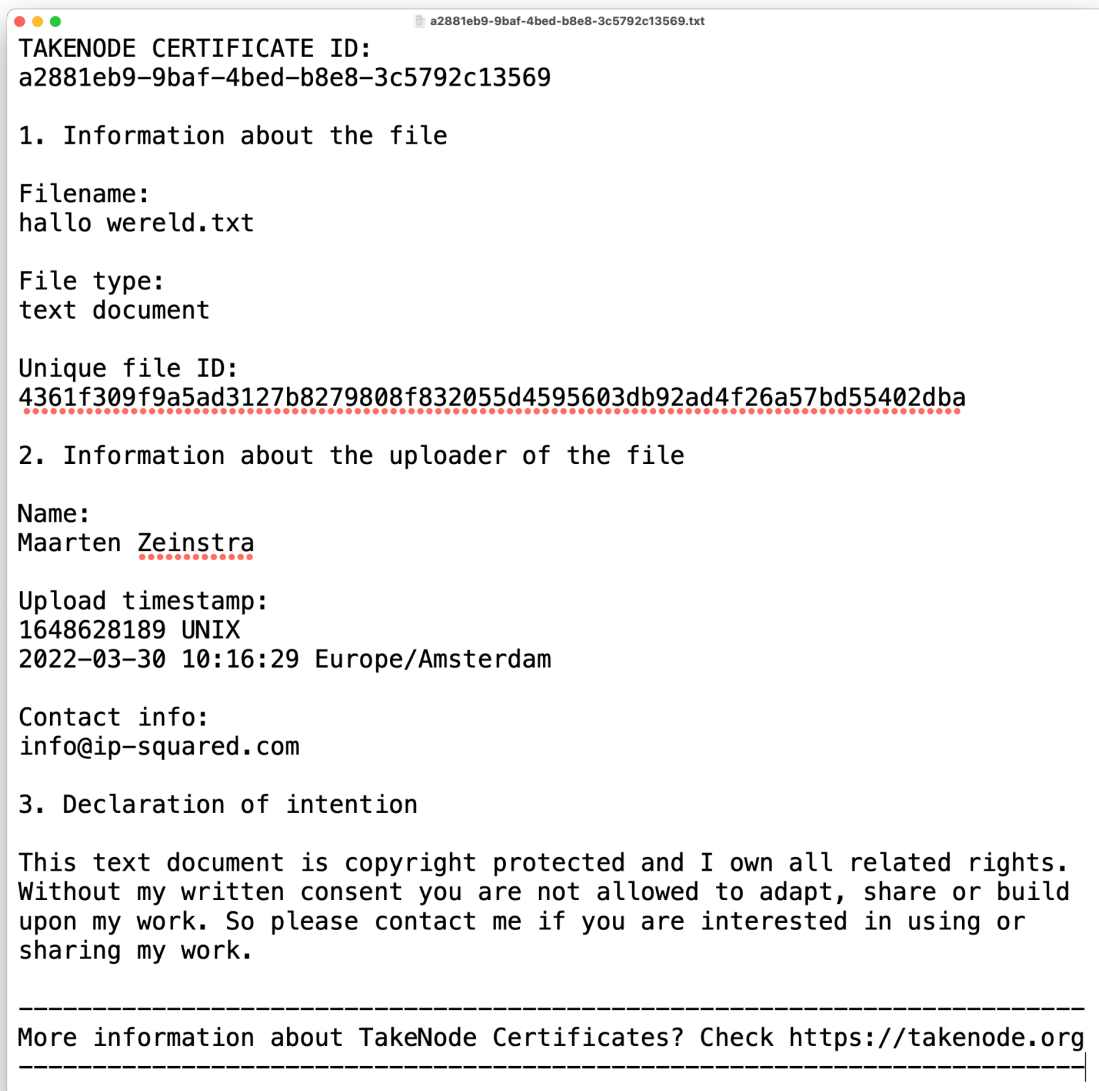 a2881eb9-9baf-4bed-b8e8-3c5792c13569.txt
TAKENODE CERTIFICATE ID:
a2881eb9-9baf-4bed-b8e8-3c5792c13569
1. Information about the file
Filename:
hallo wereld.txt
File type:
text document
Unique file ID:
4361f309f9a5ad3127b8279808f832055d4595603db92ad4f26a57bd55402dba
2. Information about the uploader of the file
Name:
Maarten Zeinstra
Upload timestamp:
1648628189 UNIX
2022-03-30 10:16:29 Europe/Amsterdam
Contact info:
info@ip-squared.com
3. Declaration of intention
This text document is copyright protected and I own all related rights.
Without my written consent you are not allowed to adapt, share or build
upon my work. So please contact me if you are interested in using or
sharing my work.
------------------------------------------------------------------------
More information about TakeNode Certificates? Check https://takenode.org
------------------------------------------------------------------------